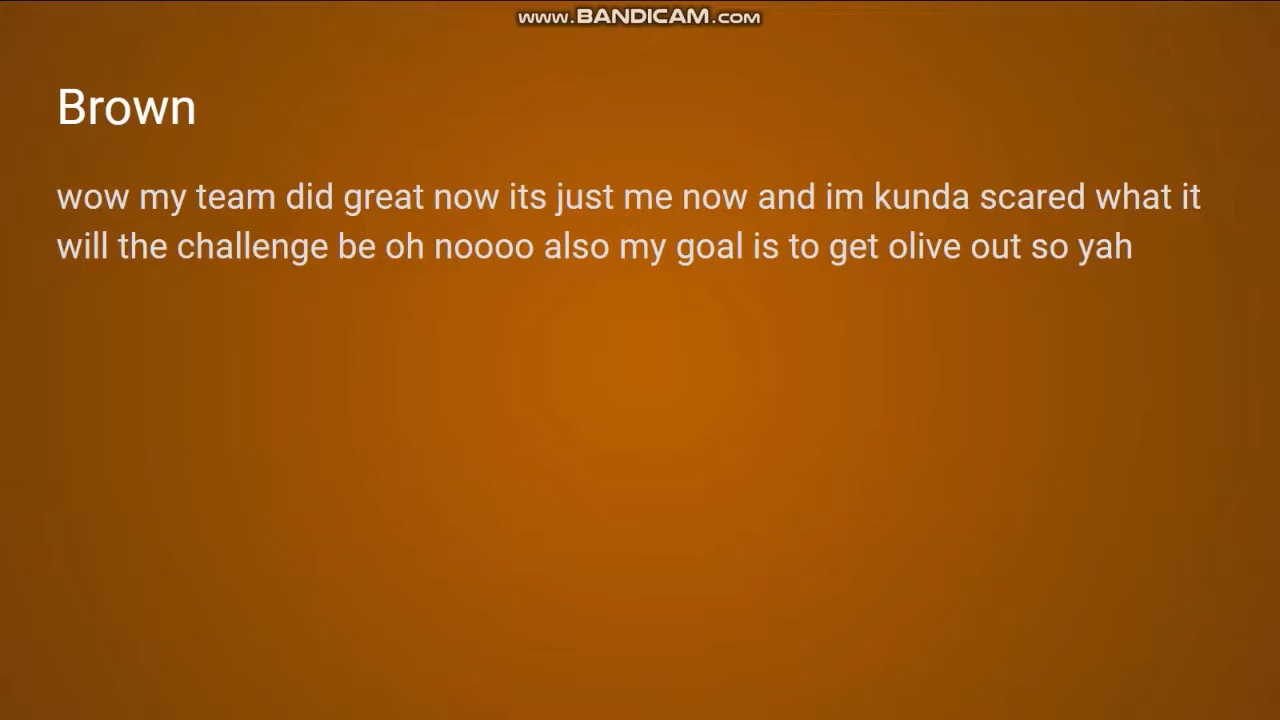 www.BANDICAM.com
Brown
wow my team did great now its just me now and im kunda scared what it
will the challenge be oh noooo also my goal is to get olive out so yah